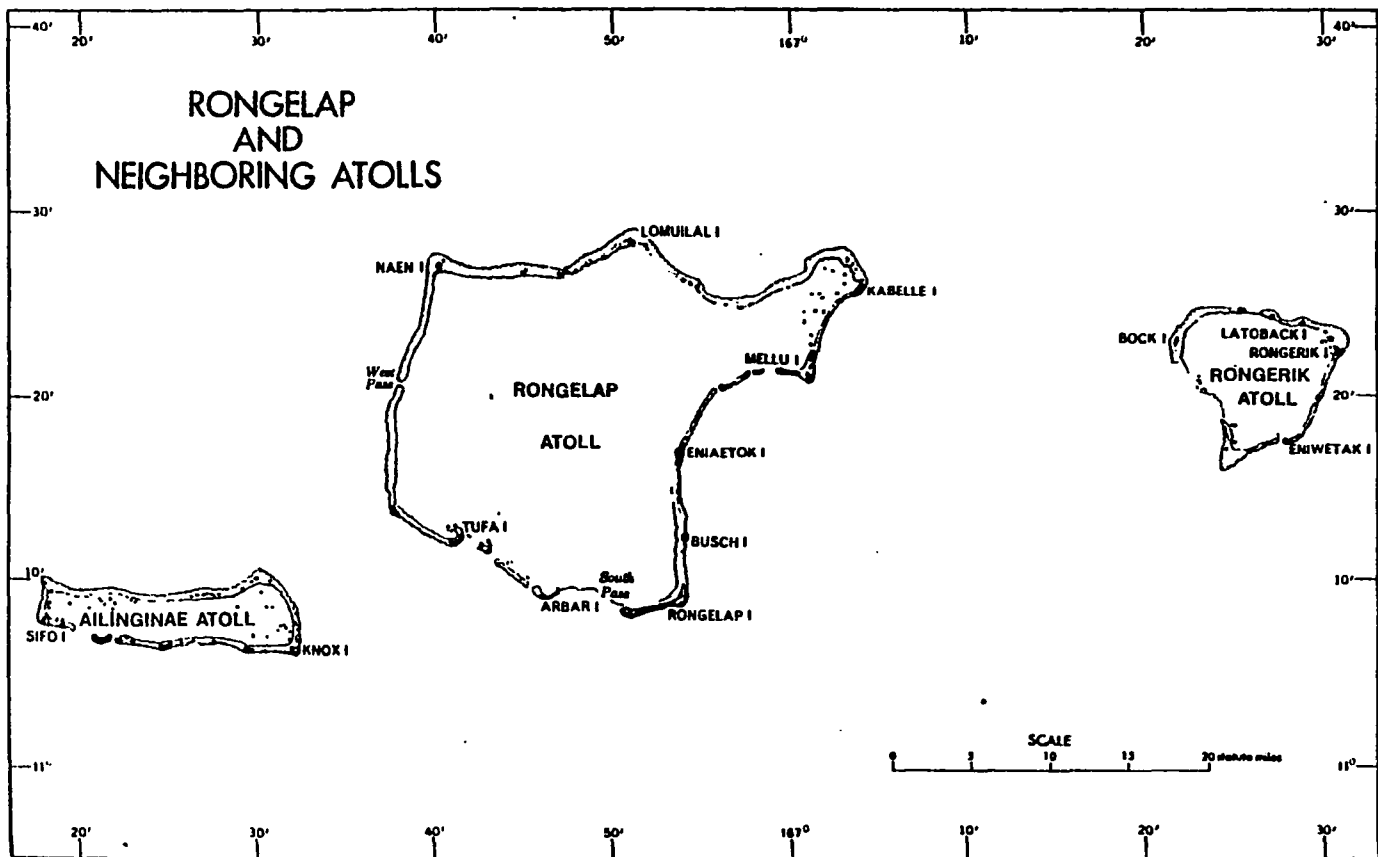 40'
20'
30'
40'
50'
167°
10'
20'
30'
40'
RONGELAP
AND
NEIGHBORING ATOLLS
30'
30'
LOMUILAL I
NAEN I
KABELLE I
BOCK I
LATOBACK I
RONGERIK I
MELLU I
West
Pass
RONGELAP
ATOLL
RONGERIK
ATOLL
20'
20'
ENIAETOK I
ENIWETAK I
TUFA I
BUSCH I
10'
10'
South
Pass
ARBAR I
RONGELAP I
AILINGINAE ATOLL
SIFO I
KNOX I
SCALE
0 5 10 15 20 statute miles
11°
11°
20'
30'
40'
50'
167°
10'
20'
30'